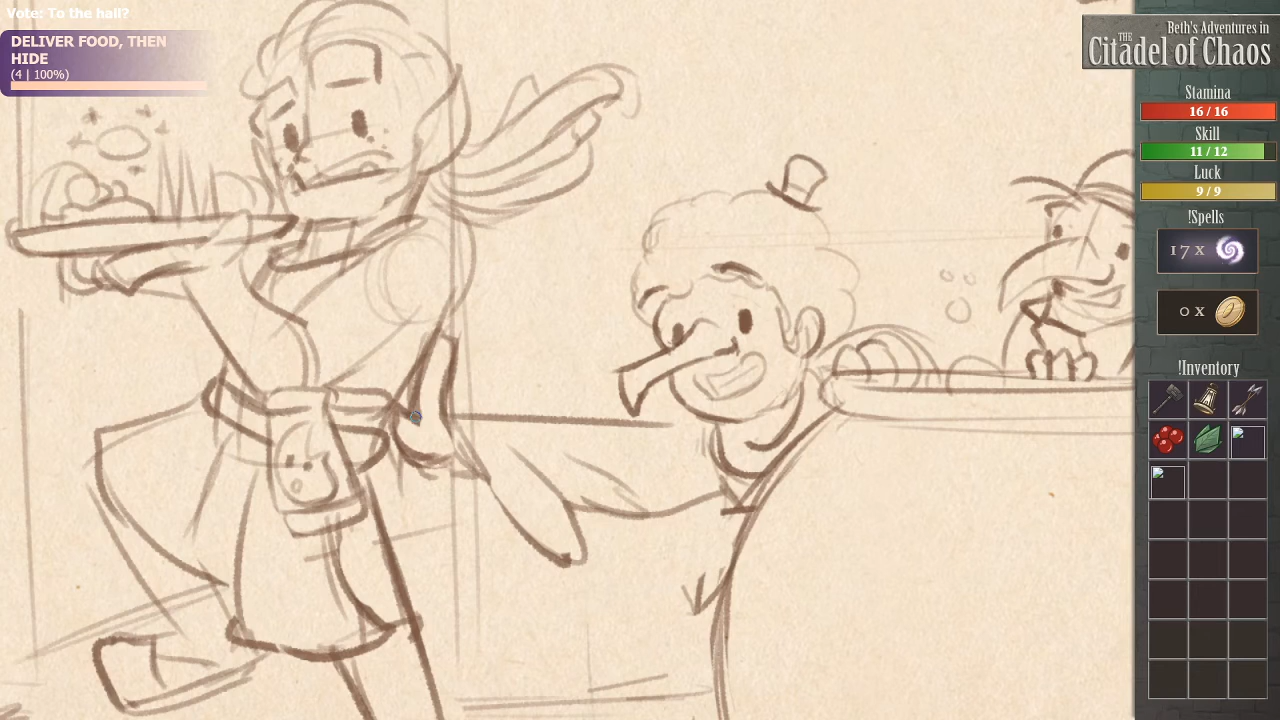 Vote: To the hall?
DELIVER FOOD, THEN
HIDE
(4 | 100%)
Beth's Adventures in
THE
Citadel of Chaos
Stamina
16 / 16
Skill
11 / 12
Luck
9 / 9
!Spells
17 x
0 x
!Inventory